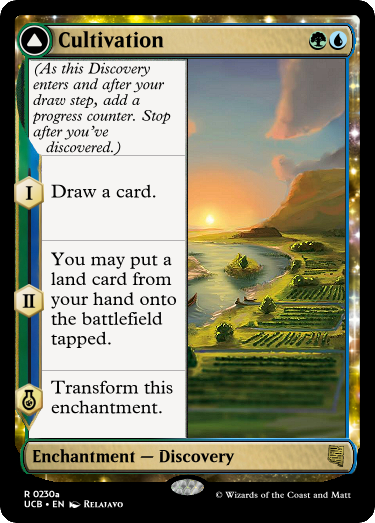 Cultivation
(As this Discovery
enters and after your
draw step, add a
progress counter. Stop
after you've
discovered.)
I
Draw a card.
II
You may put a
land card from
your hand onto
the battlefield
tapped.
Transform this
enchantment.
Enchantment — Discovery
R 0230a
UCB • EN Relajavo
© Wizards of the Coast and Matt